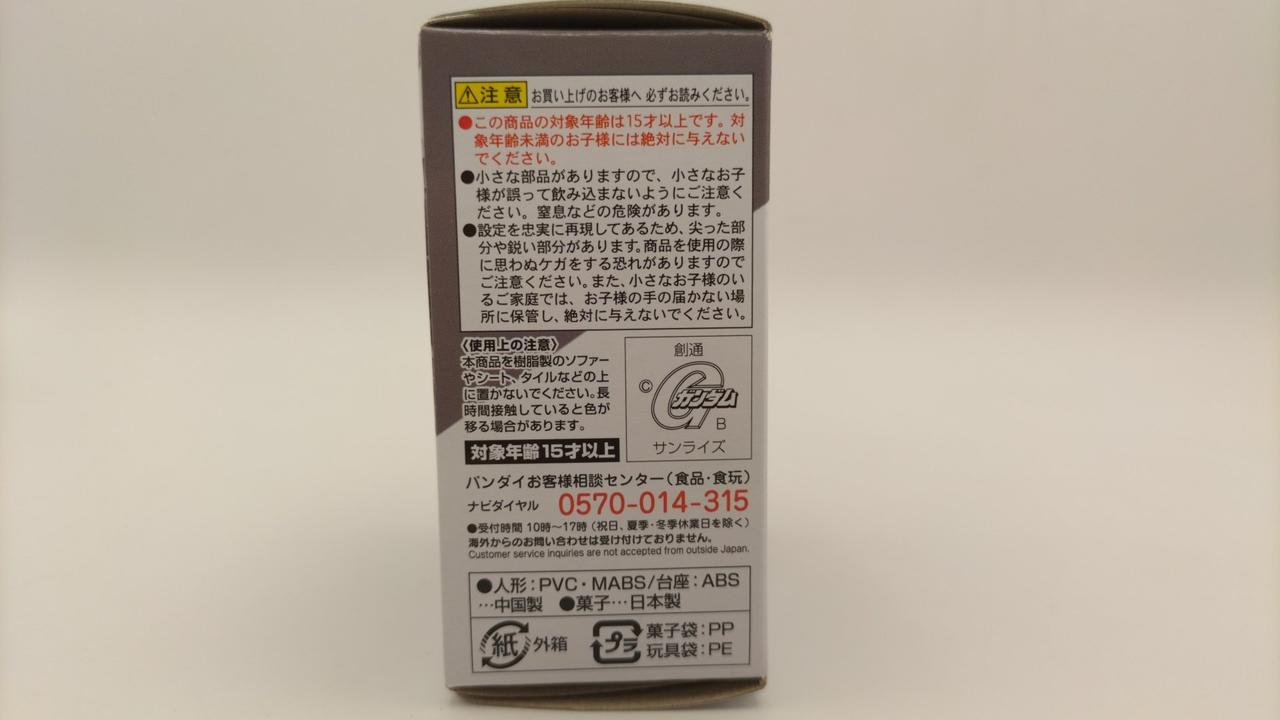 注意 お買い上げのお客様へ 必ずお読みください。
●この商品の対象年齢は15才以上です。対
象年齢未満のお子様には絶対に与えない
でください。
●小さな部品がありますので、小さなお子
様が誤って飲み込まないようにご注意く
ださい。窒息などの危険があります。
●設定を忠実に再現してあるため、尖った部
分や鋭い部分があります。商品を使用の際
に思わぬケガをする恐れがありますので
ご注意ください。また、小さなお子様のい
るご家庭では、お子様の手の届かない場
所に保管し、絶対に与えないでください。
〈使用上の注意〉
本商品を樹脂製のソファー
やシート、タイルなどの上
に置かないでください。長
時間接触していると色が
移る場合があります。
対象年齢15才以上
創通
© G ガンダム
B
サンライズ
バンダイお客様相談センター(食品・食玩)
ナビダイヤル 0570-014-315
●受付時間 10時〜17時(祝日、夏季・冬季休業日を除く)
海外からのお問い合わせは受け付けておりません。
Customer service inquiries are not accepted from outside Japan.
●人形:PVC・MABS/台座:ABS
…中国製 ●菓子…日本製
紙 外箱
プラ 菓子袋:PP
玩具袋:PE